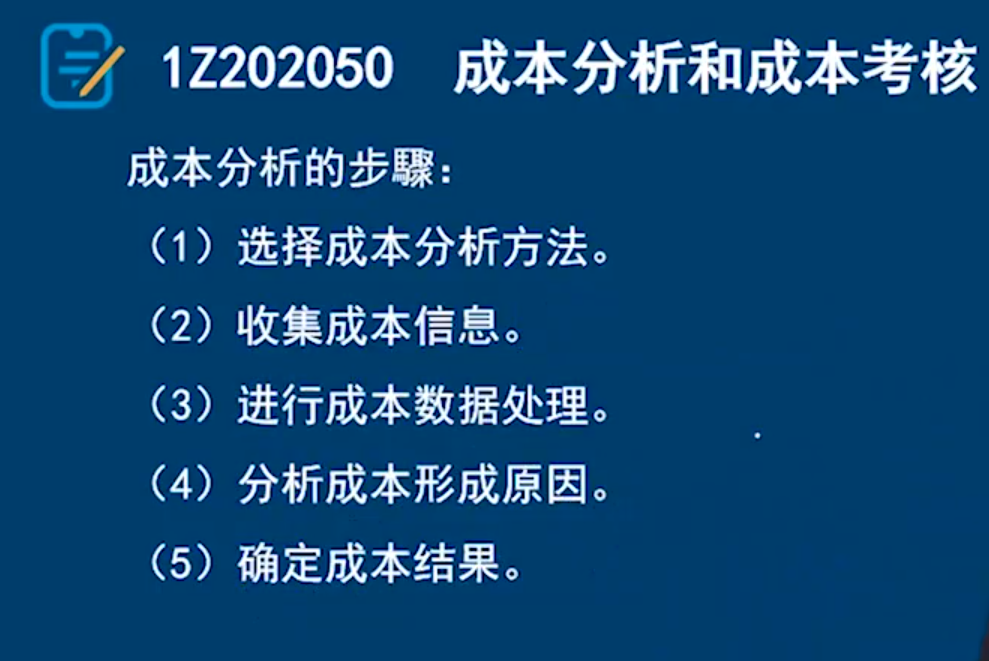 1Z202050 成本分析和成本考核
成本分析的步驟：
（1）选择成本分析方法。
（2）收集成本信息。
（3）进行成本数据处理。
（4）分析成本形成原因。
（5）确定成本结果。